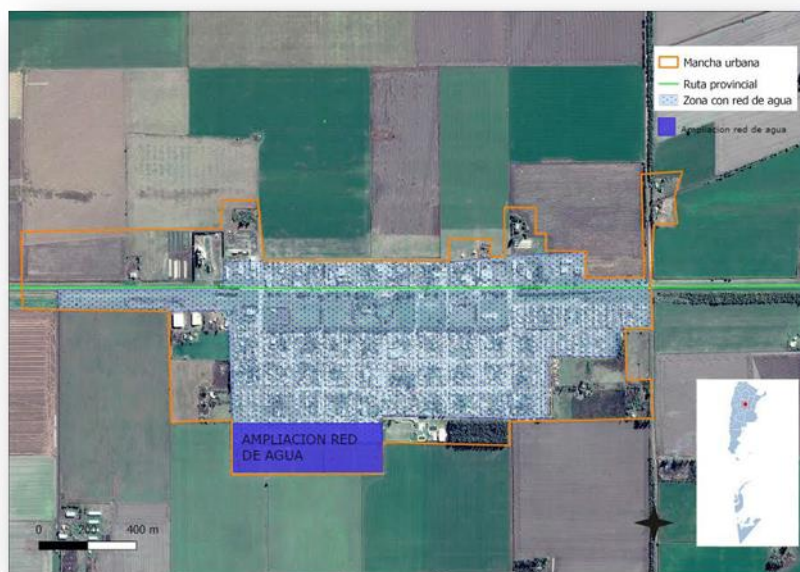 Mancha urbana
Ruta provincial
Zona con red de agua
Ampliacion red de agua
AMPLIACION RED
DE AGUA
0 200 400 m